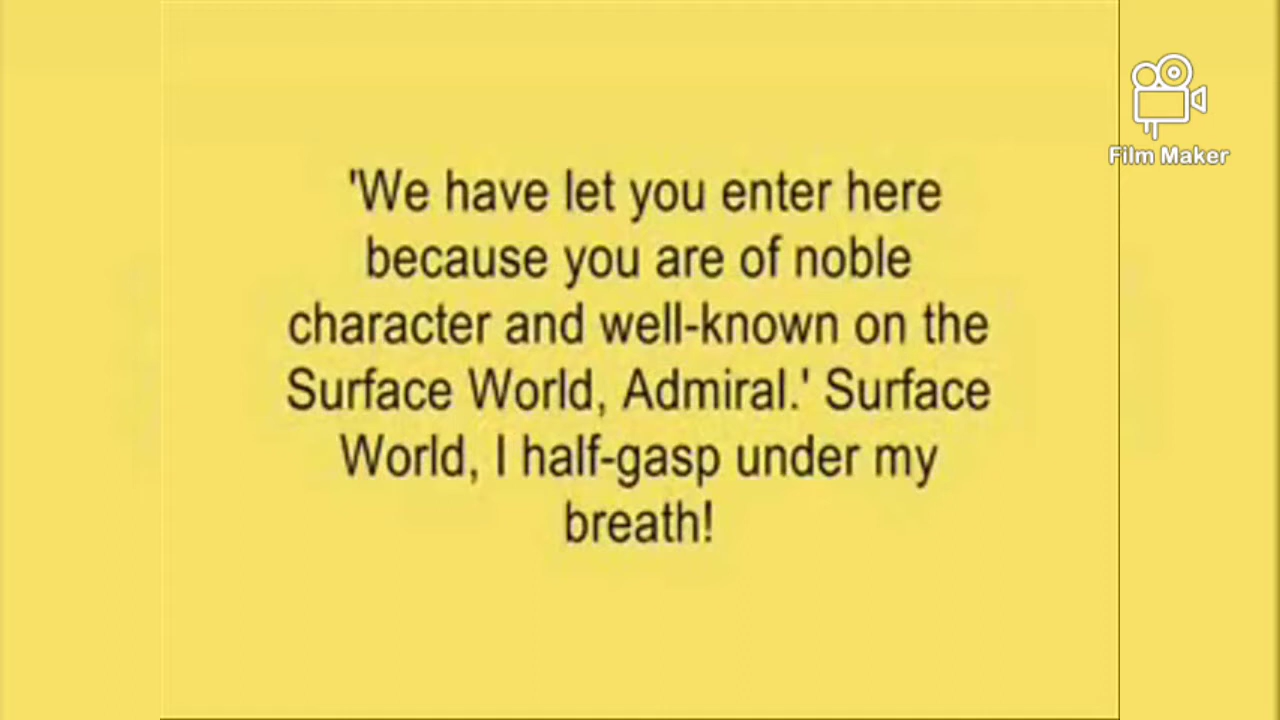 Film Maker
'We have let you enter here
because you are of noble
character and well-known on the
Surface World, Admiral.' Surface
World, I half-gasp under my
breath!